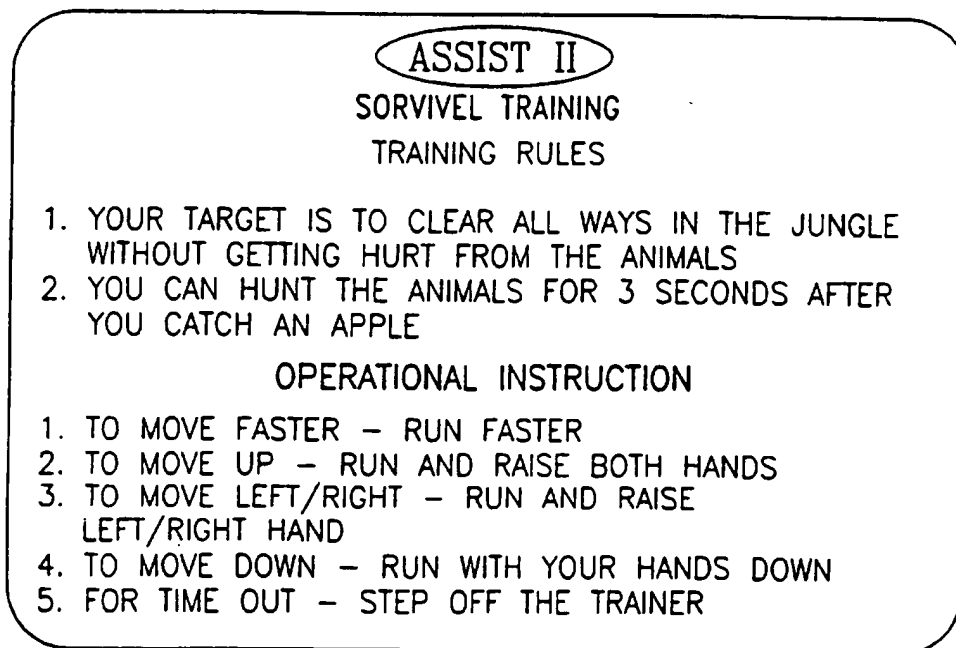 ASSIST II
SORVIVEL TRAINING
TRAINING RULES
1. YOUR TARGET IS TO CLEAR ALL WAYS IN THE JUNGLE
WITHOUT GETTING HURT FROM THE ANIMALS
2. YOU CAN HUNT THE ANIMALS FOR 3 SECONDS AFTER
YOU CATCH AN APPLE
OPERATIONAL INSTRUCTION
1. TO MOVE FASTER – RUN FASTER
2. TO MOVE UP – RUN AND RAISE BOTH HANDS
3. TO MOVE LEFT/RIGHT – RUN AND RAISE
LEFT/RIGHT HAND
4. TO MOVE DOWN – RUN WITH YOUR HANDS DOWN
5. FOR TIME OUT – STEP OFF THE TRAINER